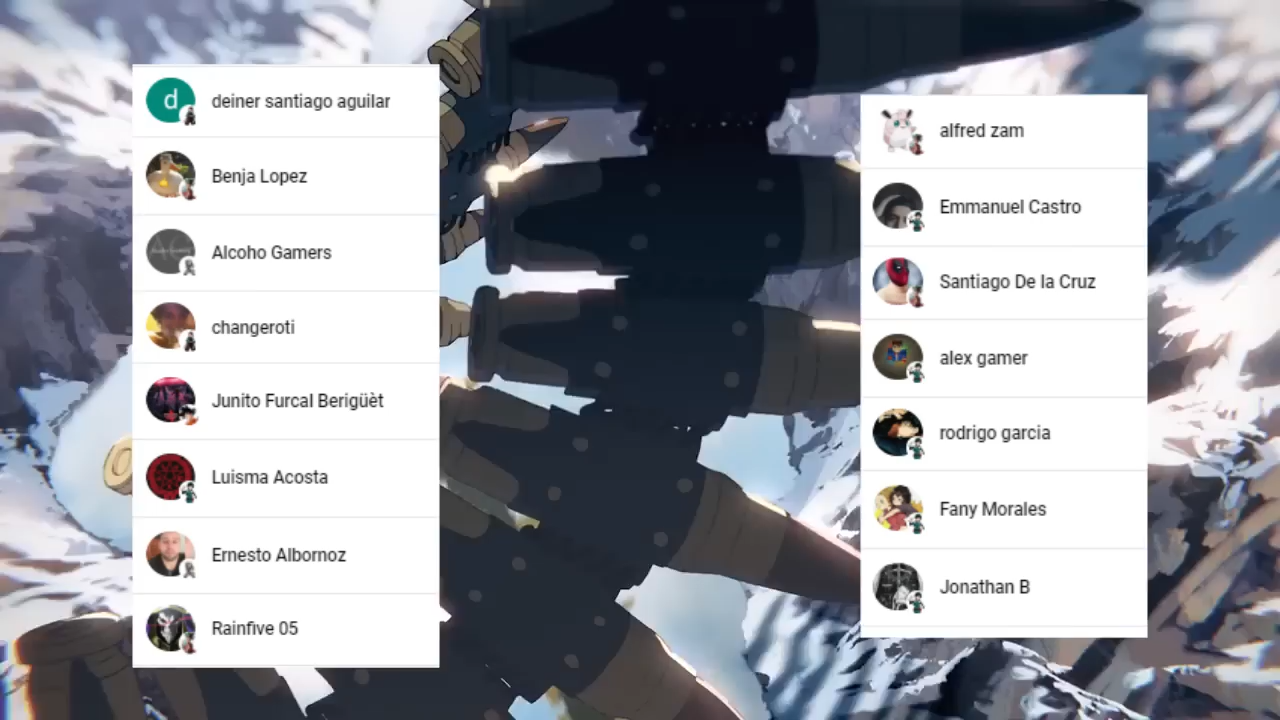 d
deiner santiago aguilar
Benja Lopez
Alcoho Gamers
changeroti
Junito Furcal Berigüèt
Luisma Acosta
Ernesto Albornoz
Rainfive 05
alfred zam
Emmanuel Castro
Santiago De la Cruz
alex gamer
rodrigo garcia
Fany Morales
Jonathan B